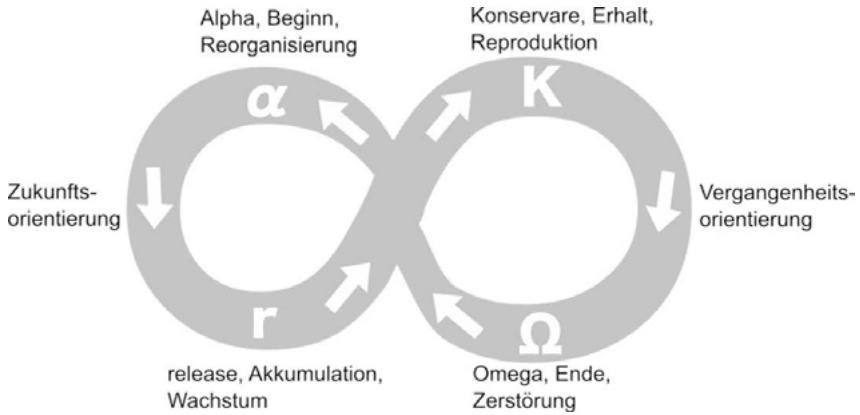 Alpha, Beginn,
Reorganisierung
Konservare, Erhalt,
Reproduktion
α
K
Zukunfts-
orientierung
Vergangenheits-
orientierung
r
Ω
release, Akkumulation,
Wachstum
Omega, Ende,
Zerstörung